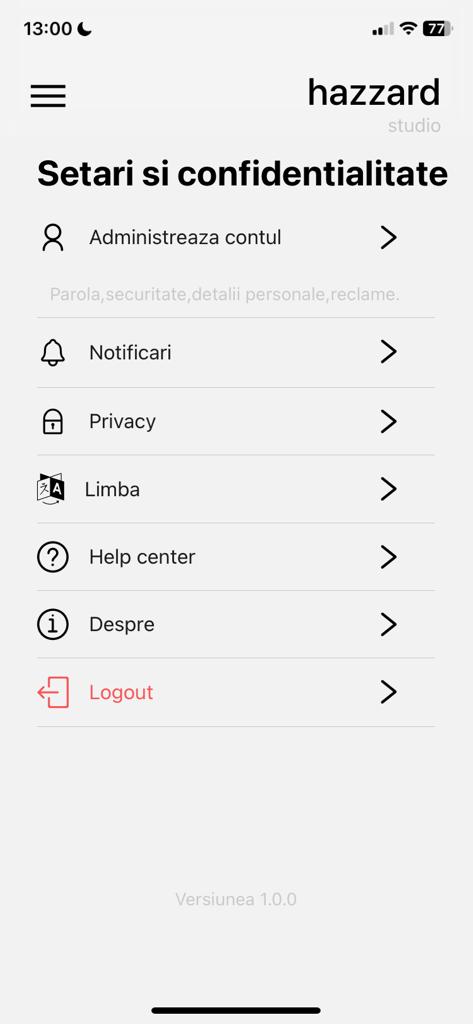 13:00
77
hazzard
studio
Setari si confidentialitate
Administreaza contul
Parola,securitate,detalii personale,reclame.
Notificari
Privacy
Limba
Help center
Despre
Logout
Versiunea 1.0.0